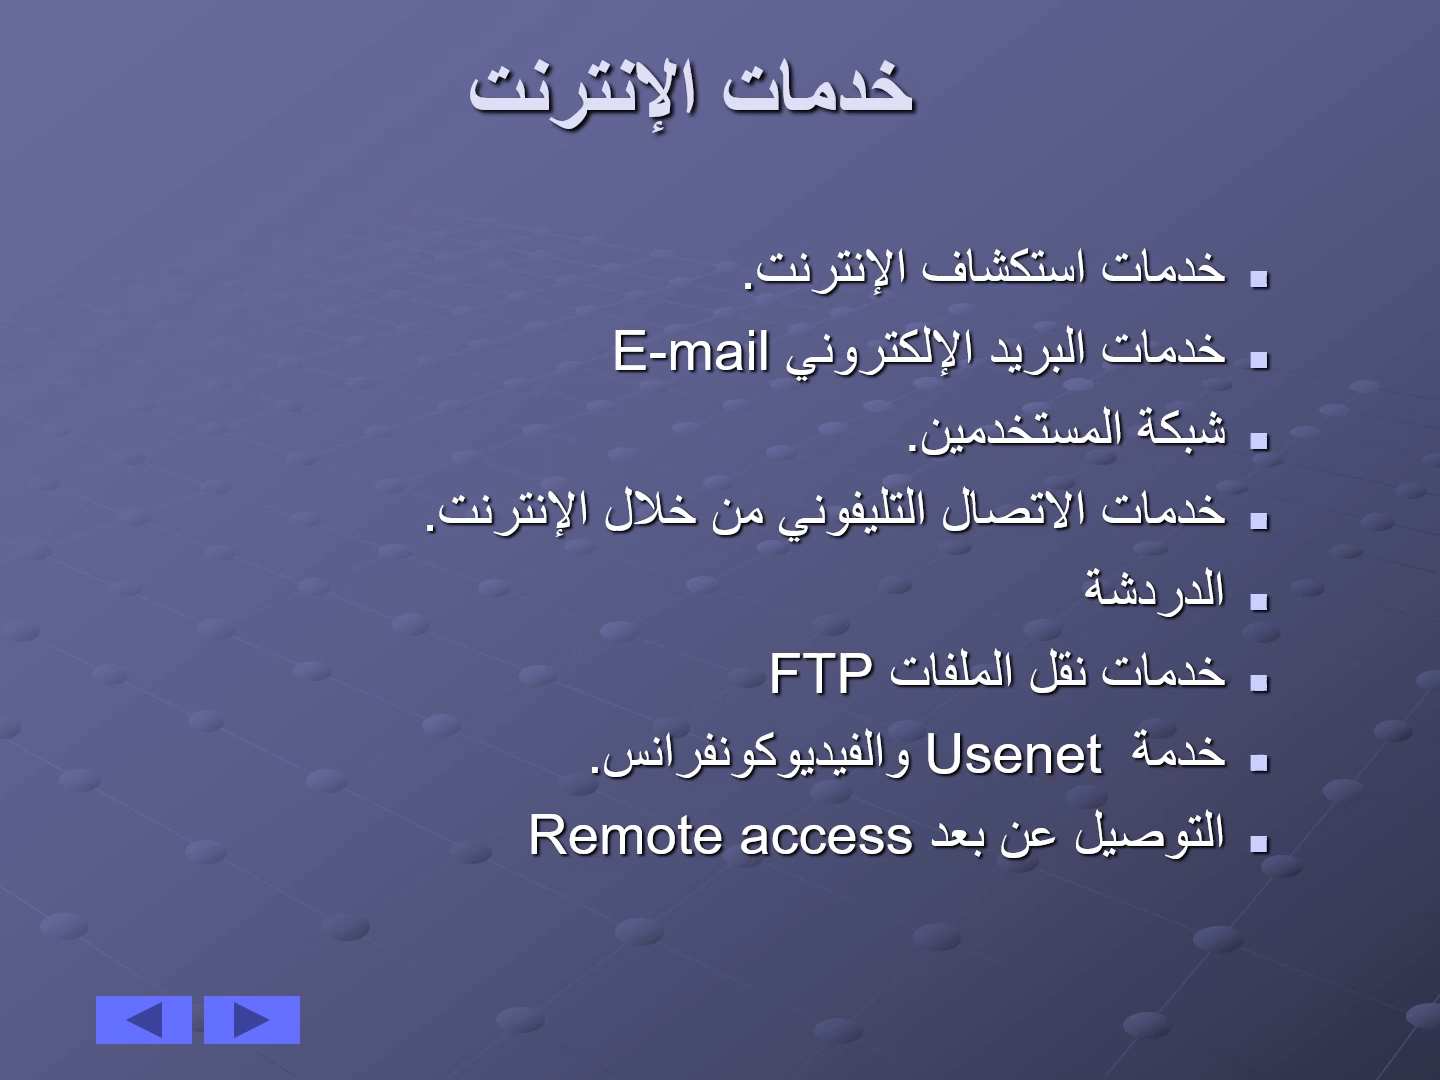 خدمات الإنترنت
خدمات استكشاف الإنترنت.
خدمات البريد الإلكتروني E-mail
شبكة المستخدمين.
خدمات الاتصال التليفوني من خلال الإنترنت.
الدردشة
خدمات نقل الملفات FTP
خدمة Usenet والفيديوكونفرانس.
التوصيل عن بعد Remote access